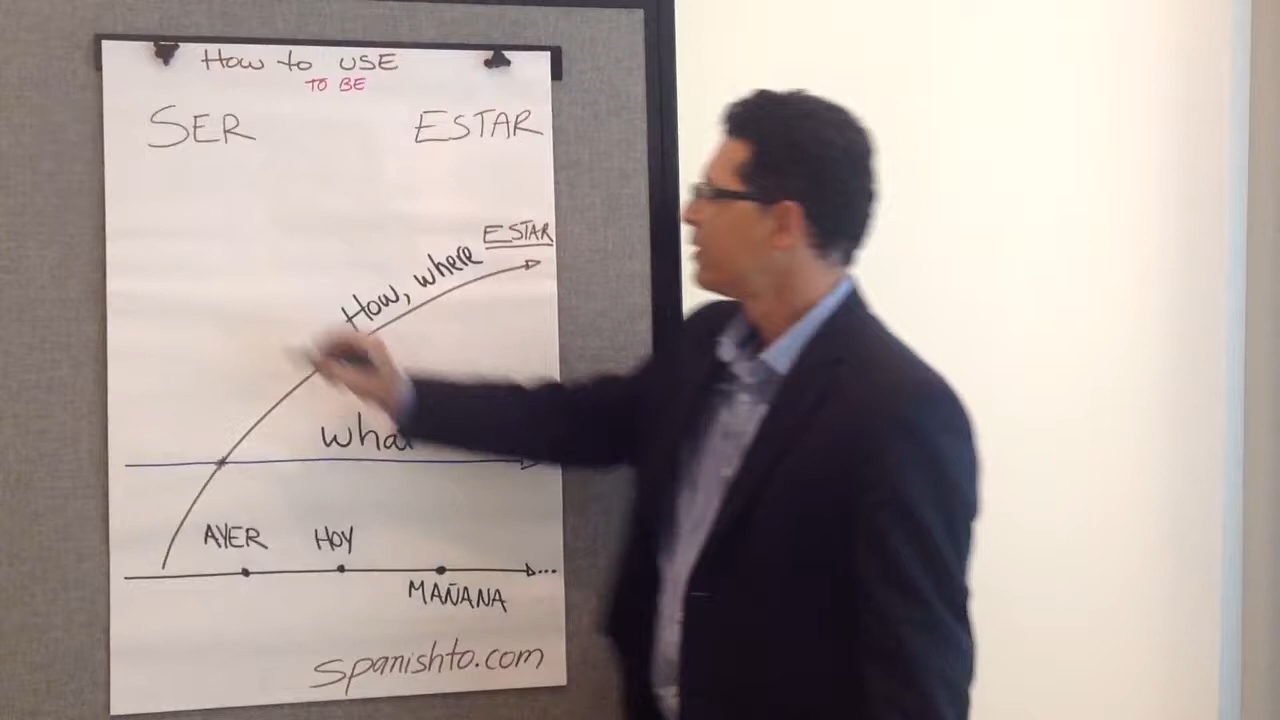 How to USE
TO BE
SER ESTAR
ESTAR
How, where
AYER HOY
MAÑANA
spanishto.com